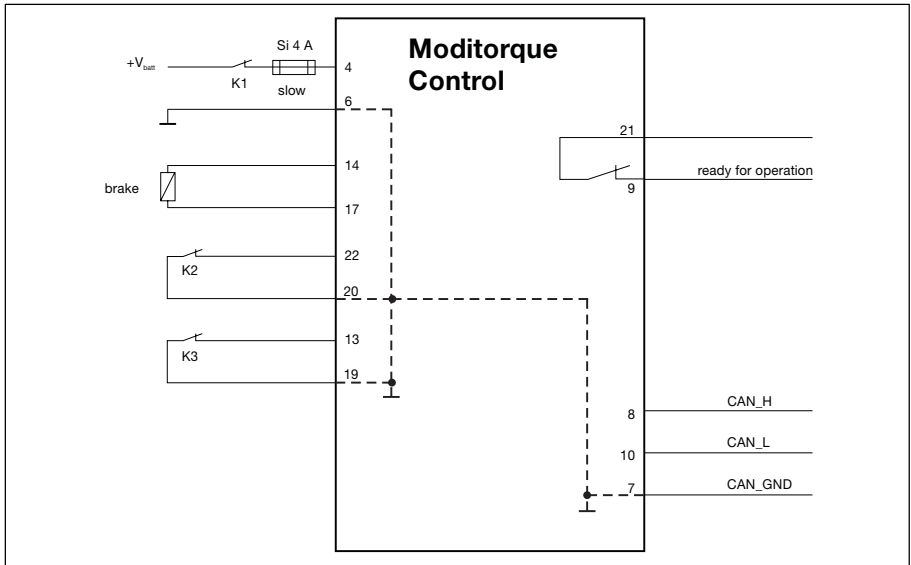 Moditorque
Control
Si 4 A
+Vbatt
K1
slow
4
6
14
brake
17
22
K2
20
13
K3
19
21
ready for operation
9
CAN_H
8
CAN_L
10
CAN_GND
7